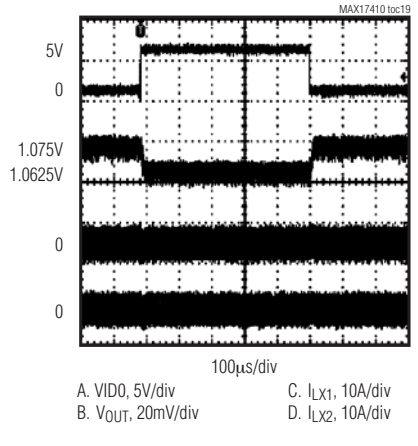 MAX17410 toc19
5V
0
1.075V
1.0625V
0
0
100μs/div
A. VID0, 5V/div
B. VOUT, 20mV/div
C. ILX1, 10A/div
D. ILX2, 10A/div